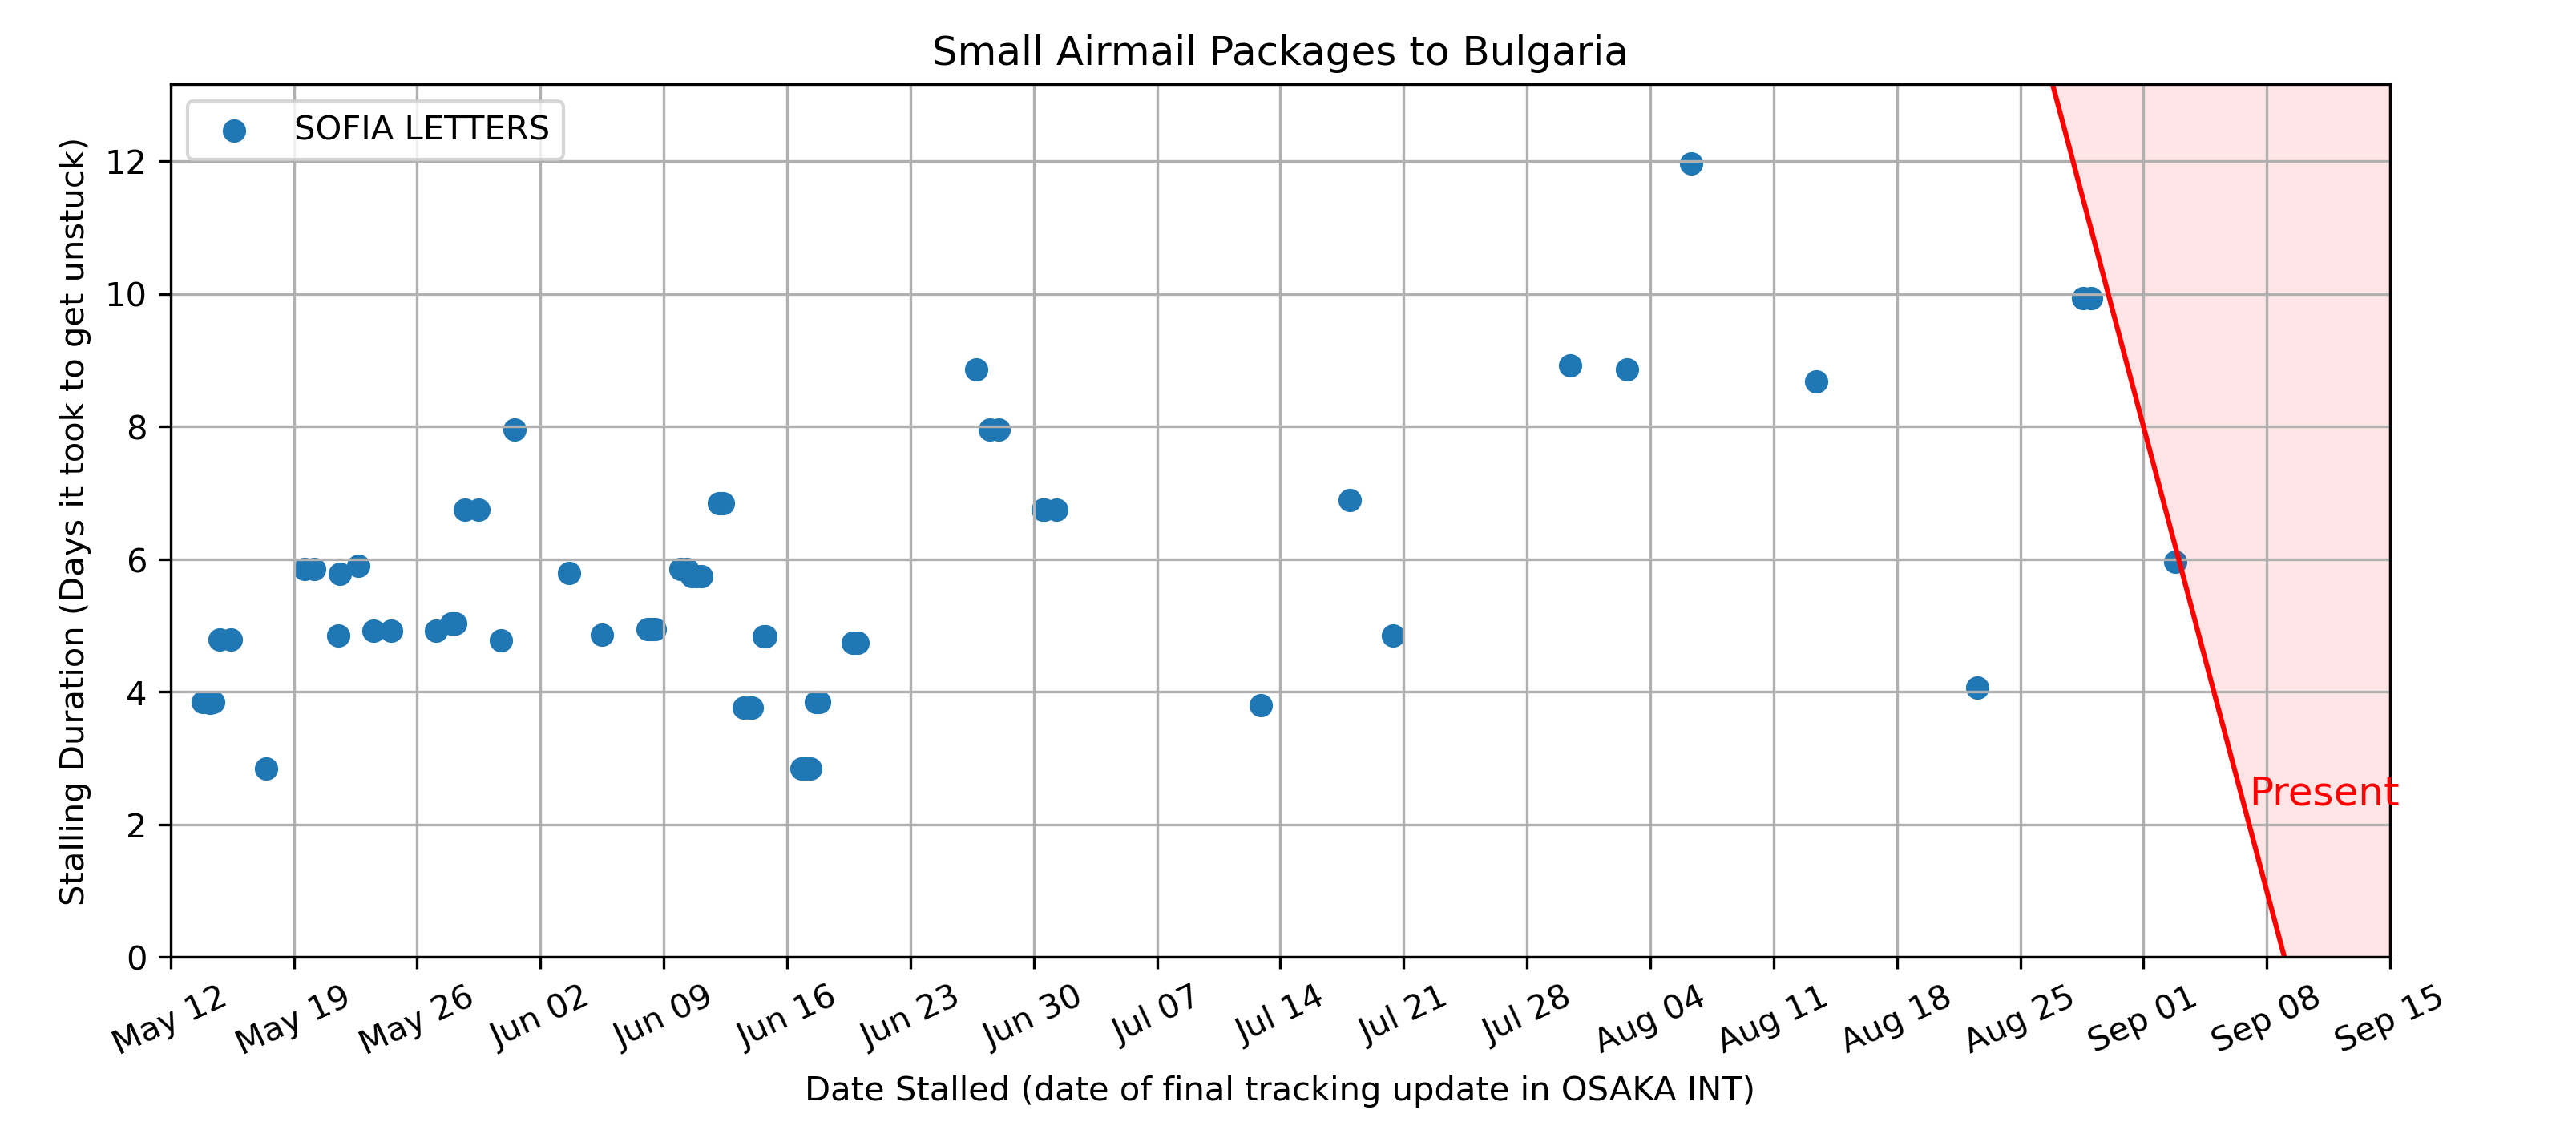 Small Airmail Packages to Bulgaria
SOFIA LETTERS
Stalling Duration (Days it took to get unstuck)
12
10
8
6
4
2
0
Present
May 12
May 19
May 26
Jun 02
Jun 09
Jun 16
Jun 23
Jun 30
Jul 07
Jul 14
Jul 21
Jul 28
Aug 04
Aug 11
Aug 18
Aug 25
Sep 01
Sep 08
Sep 15
Date Stalled (date of final tracking update in OSAKA INT)